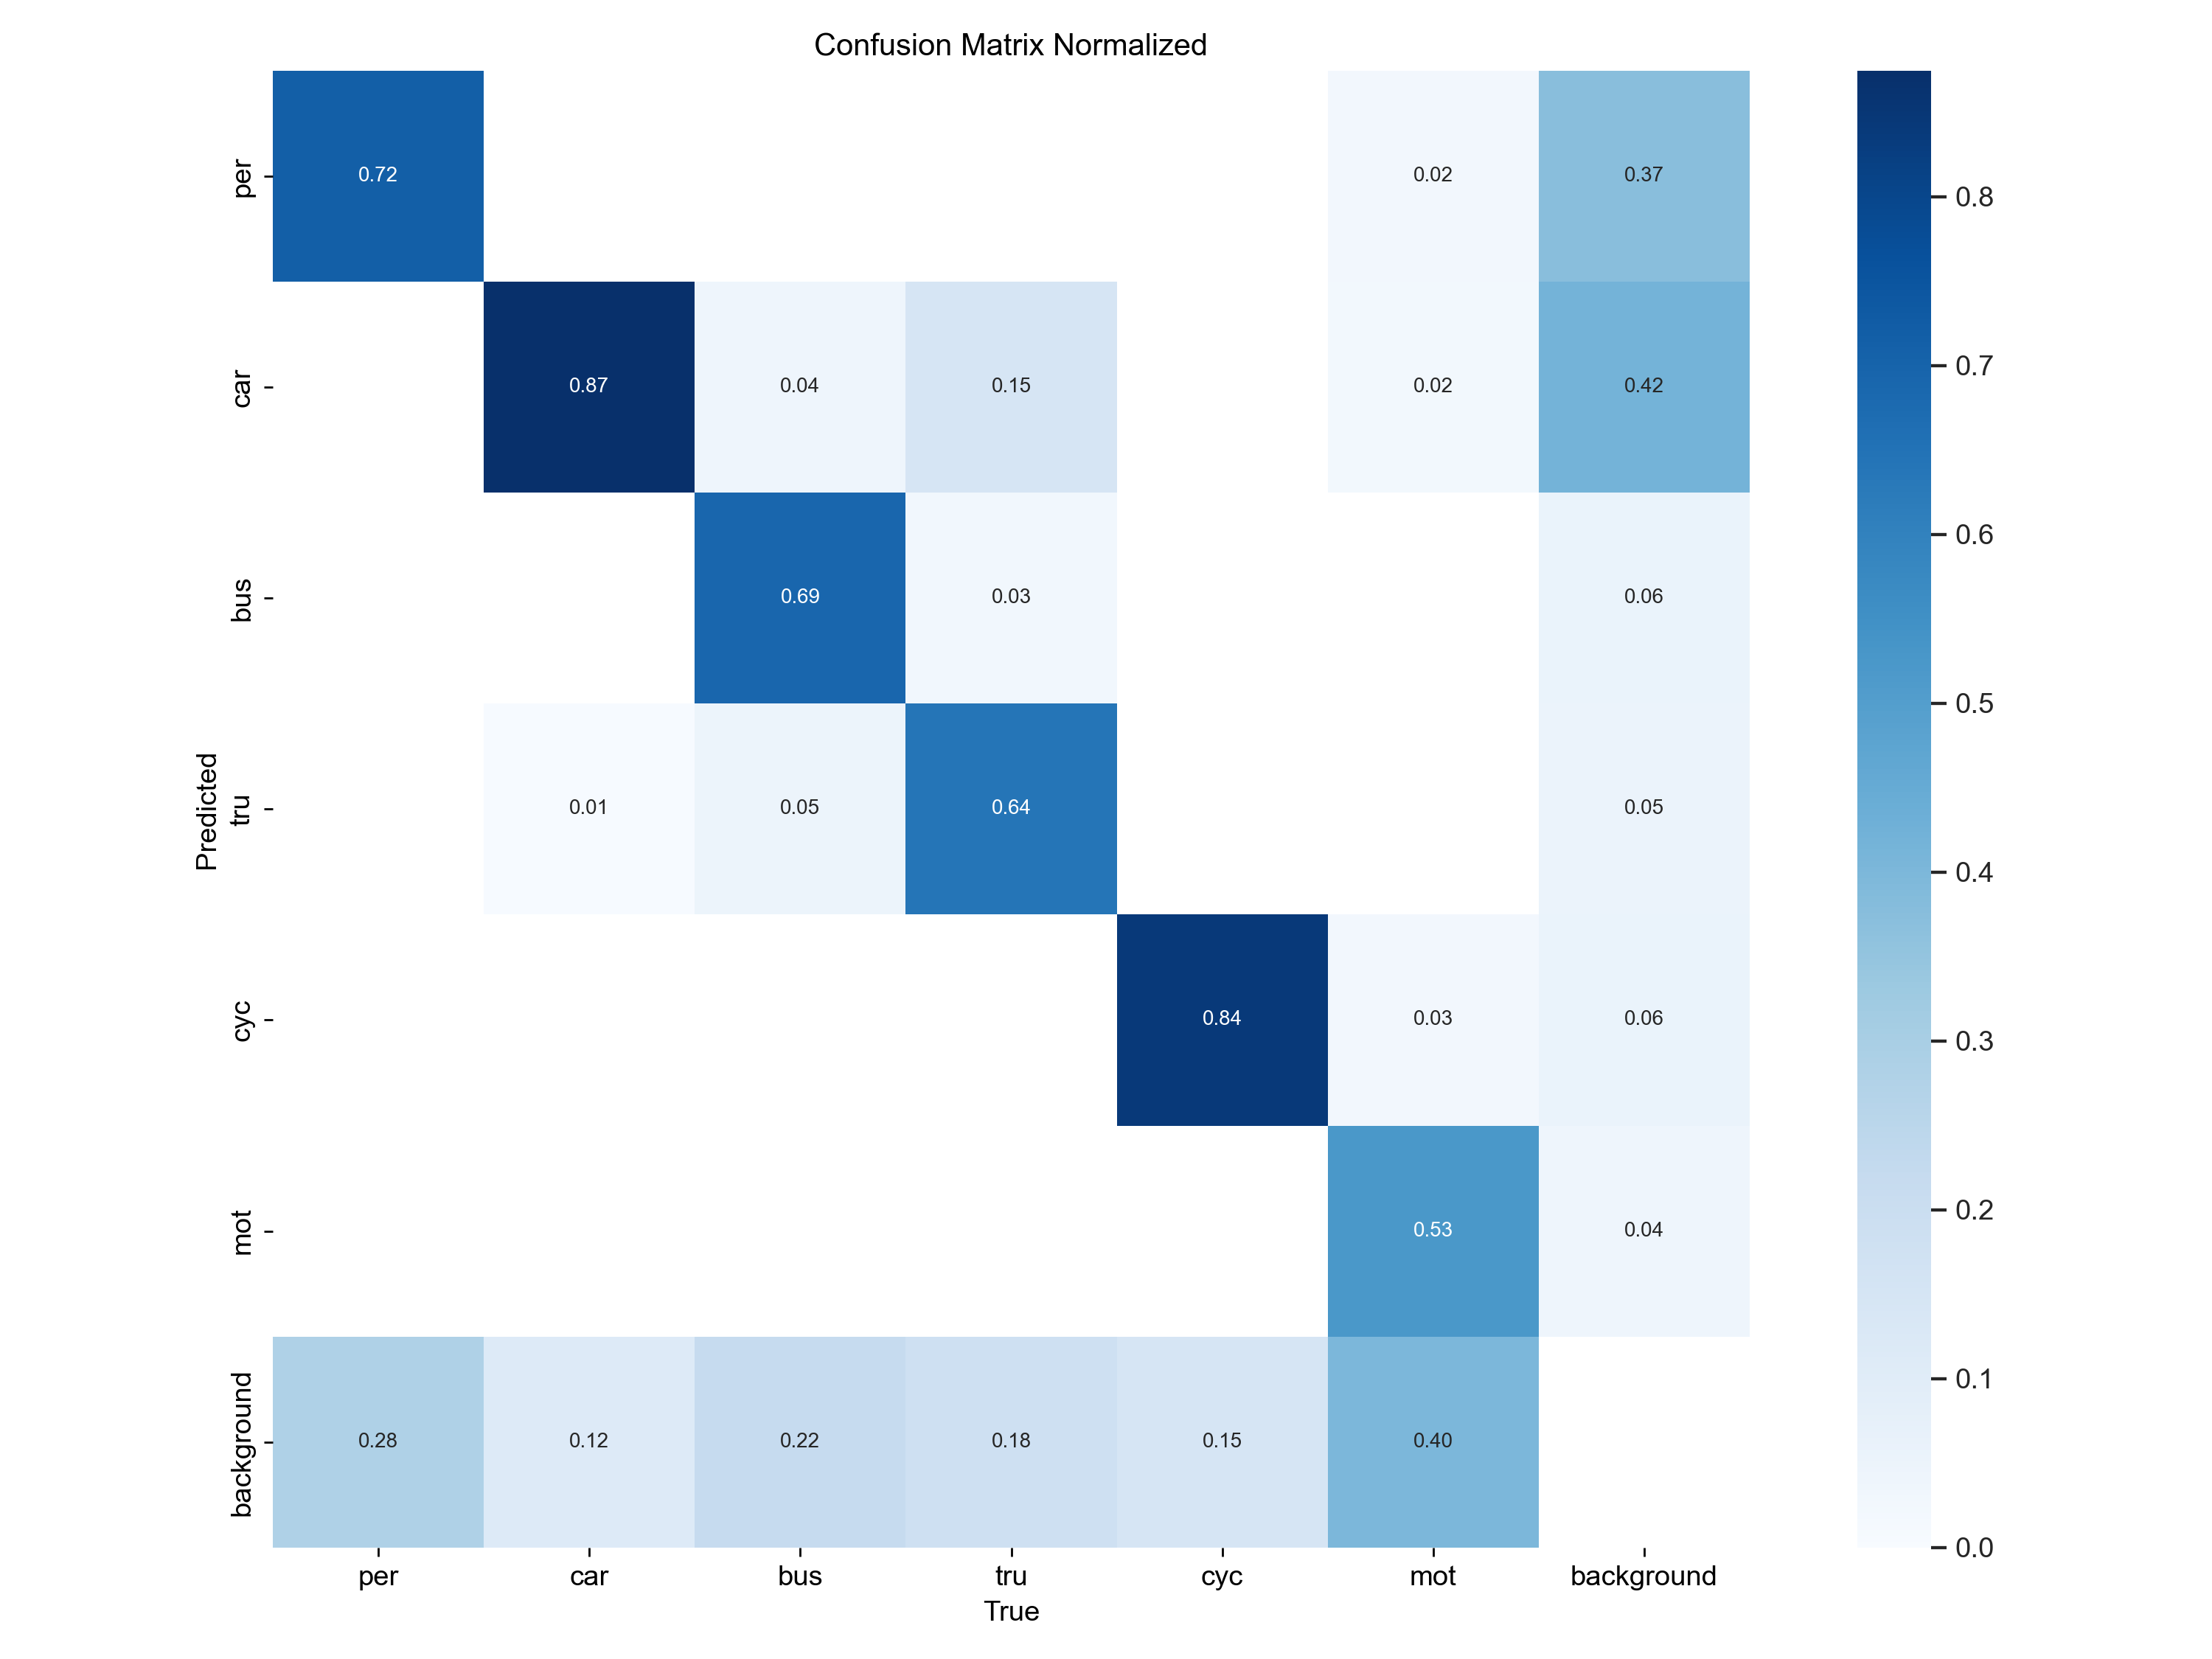 Confusion Matrix Normalized
per 0.72 0.02 0.37
car 0.87 0.04 0.15 0.02 0.42
bus 0.69 0.03 0.06
tru 0.01 0.05 0.64 0.05
cyc 0.84 0.03 0.06
mot 0.53 0.04
background 0.28 0.12 0.22 0.18 0.15 0.40
Predicted
per car bus tru cyc mot background
True
0.8
0.7
0.6
0.5
0.4
0.3
0.2
0.1
0.0